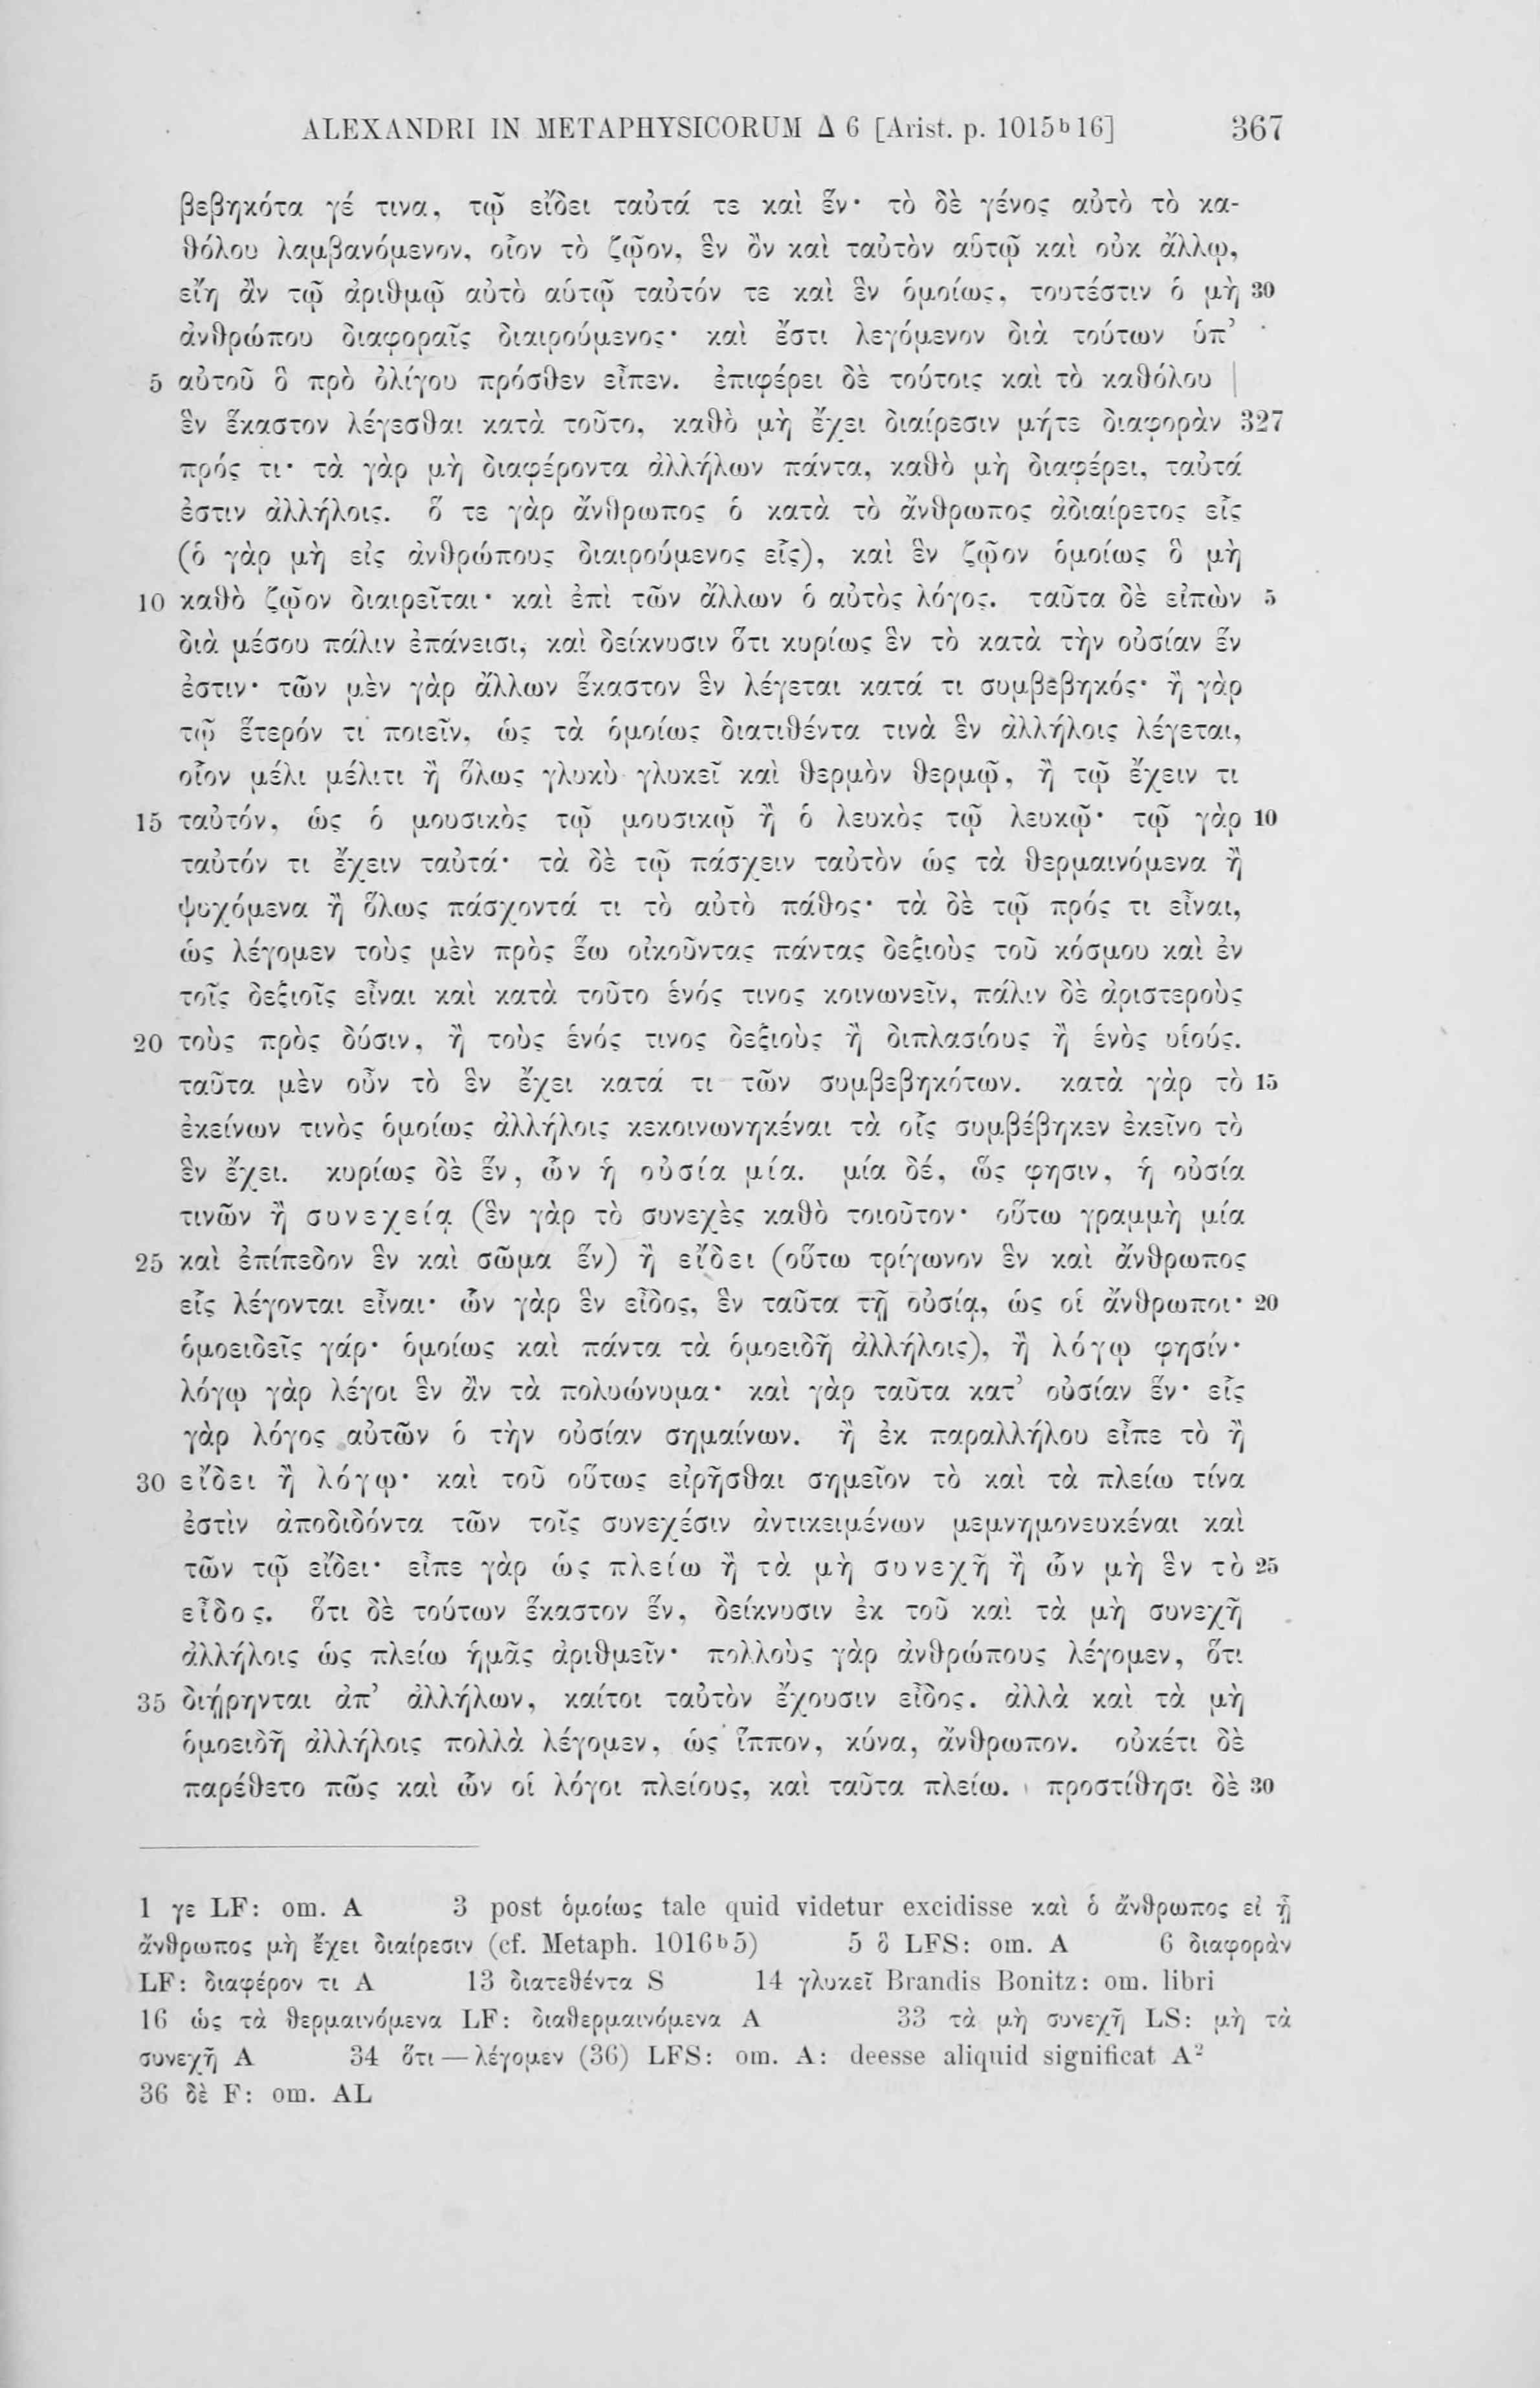 ALEXANDRI IN METAPHYSICORUM Δ 6 [Arist. p. 1015b16] 367
βεβηκότα γέ τινα, τῷ εἴδει ταὐτά τε καὶ ἕν· τὸ δὲ γένος αὐτὸ τὸ κα-
θόλου λαμβανόμενον, οἷον τὸ ζῷον, ἓν ὂν καὶ ταὐτὸν αὑτῷ καὶ οὐκ ἄλλῳ,
εἴη ἂν τῷ ἀριθμῷ αὐτὸ αὑτῷ ταὐτόν τε καὶ ἓν ὁμοίως, τουτέστιν ὁ μὴ 30
ἀνθρώπου διαφοραῖς διαιρούμενος· καὶ ἔστι λεγόμενον διὰ τούτων ὑπ’
5 αὐτοῦ ὃ πρὸ ὀλίγου πρόσθεν εἶπεν. ἐπιφέρει δὲ τούτοις καὶ τὸ καθόλου |
ἓν ἕκαστον λέγεσθαι κατὰ τοῦτο, καθὸ μὴ ἔχει διαίρεσιν μήτε διαφορὰν 327
πρός τι· τὰ γὰρ μὴ διαφέροντα ἀλλήλων πάντα, καθὸ μὴ διαφέρει, ταὐτά
ἐστιν ἀλλήλοις. ὅ τε γὰρ ἄνθρωπος ὁ κατὰ τὸ ἄνθρωπος ἀδιαίρετος εἷς
(ὁ γὰρ μὴ εἰς ἀνθρώπους διαιρούμενος εἷς), καὶ ἓν ζῷον ὁμοίως ὃ μὴ
10 καθὸ ζῷον διαιρεῖται· καὶ ἐπὶ τῶν ἄλλων ὁ αὐτὸς λόγος. ταῦτα δὲ εἰπὼν 5
διὰ μέσου πάλιν ἐπάνεισι, καὶ δείκνυσιν ὅτι κυρίως ἓν τὸ κατὰ τὴν οὐσίαν ἕν
ἐστιν· τῶν μὲν γὰρ ἄλλων ἕκαστον ἓν λέγεται κατά τι συμβεβηκός· ἢ γὰρ
τῷ ἕτερόν τι ποιεῖν, ὡς τὰ ὁμοίως διατιθέντα τινὰ ἓν ἀλλήλοις λέγεται,
οἷον μέλι μέλιτι ἢ ὅλως γλυκὺ γλυκεῖ καὶ θερμὸν θερμῷ, ἢ τῷ ἔχειν τι
15 ταὐτόν, ὡς ὁ μουσικὸς τῷ μουσικῷ ἢ ὁ λευκὸς τῷ λευκῷ· τῷ γὰρ 10
ταὐτόν τι ἔχειν ταὐτά· τὰ δὲ τῷ πάσχειν ταὐτὸν ὡς τὰ θερμαινόμενα ἢ
ψυχόμενα ἢ ὅλως πάσχοντά τι τὸ αὐτὸ πάθος· τὰ δὲ τῷ πρός τι εἶναι,
ὡς λέγομεν τοὺς μὲν πρὸς ἕω οἰκοῦντας πάντας δεξιοὺς τοῦ κόσμου καὶ ἐν
τοῖς δεξιοῖς εἶναι καὶ κατὰ τοῦτο ἑνός τινος κοινωνεῖν, πάλιν δὲ ἀριστεροὺς
20 τοὺς πρὸς δύσιν, ἢ τοὺς ἑνός τινος δεξιοὺς ἢ διπλασίους ἢ ἑνὸς υἱούς.
ταῦτα μὲν οὖν τὸ ἓν ἔχει κατά τι τῶν συμβεβηκότων. κατὰ γὰρ τὸ 15
ἐκείνων τινὸς ὁμοίως ἀλλήλοις κεκοινωνηκέναι τὰ οἷς συμβέβηκεν ἐκεῖνο τὸ
ἓν ἔχει. κυρίως δὲ ἕν, ὧν ἡ οὐσία μία. μία δέ, ὥς φησιν, ἡ οὐσία
τινῶν ἢ συνεχείᾳ (ἓν γὰρ τὸ συνεχὲς καθὸ τοιοῦτον· οὕτω γραμμὴ μία
25 καὶ ἐπίπεδον ἓν καὶ σῶμα ἕν) ἢ εἴδει (οὕτω τρίγωνον ἓν καὶ ἄνθρωπος
εἷς λέγονται εἶναι· ὧν γὰρ ἓν εἶδος, ἓν ταῦτα τῇ οὐσίᾳ, ὡς οἱ ἄνθρωποι· 20
ὁμοειδεῖς γάρ· ὁμοίως καὶ πάντα τὰ ὁμοειδῆ ἀλλήλοις), ἢ λόγῳ φησίν·
λόγῳ γὰρ λέγοι ἓν ἂν τὰ πολυώνυμα· καὶ γὰρ ταῦτα κατ’ οὐσίαν ἕν· εἷς
γὰρ λόγος αὐτῶν ὁ τὴν οὐσίαν σημαίνων. ἢ ἐκ παραλλήλου εἶπε τὸ ἢ
30 εἴδει ἢ λόγῳ· καὶ τοῦ οὕτως εἰρῆσθαι σημεῖον τὸ καὶ τὰ πλείω τίνα
ἐστὶν ἀποδιδόντα τῶν τοῖς συνεχέσιν ἀντικειμένων μεμνημονευκέναι καὶ
τῶν τῷ εἴδει· εἶπε γὰρ ὡς πλείω ἢ τὰ μὴ συνεχῆ ἢ ὧν μὴ ἓν τὸ 25
εἶδος. ὅτι δὲ τούτων ἕκαστον ἕν, δείκνυσιν ἐκ τοῦ καὶ τὰ μὴ συνεχῆ
ἀλλήλοις ὡς πλείω ἡμᾶς ἀριθμεῖν· πολλοὺς γὰρ ἀνθρώπους λέγομεν, ὅτι
35 διῄρηνται ἀπ’ ἀλλήλων, καίτοι ταὐτὸν ἔχουσιν εἶδος. ἀλλὰ καὶ τὰ μὴ
ὁμοειδῆ ἀλλήλοις πολλὰ λέγομεν, ὡς ἵππον, κύνα, ἄνθρωπον. οὐκέτι δὲ
παρέθετο πῶς καὶ ὧν οἱ λόγοι πλείους, καὶ ταῦτα πλείω. προστίθησι δὲ 30
1 γε LF: om. A 3 post ὁμοίως tale quid videtur excidisse καὶ ὁ ἄνθρωπος εἰ ᾗ
ἄνθρωπος μὴ ἔχει διαίρεσιν (cf. Metaph. 1016b5) 5 ὃ LFS: om. A 6 διαφορὰν
LF: διαφέρον τι A 13 διατεθέντα S 14 γλυκεῖ Brandis Bonitz: om. libri
16 ὡς τὰ θερμαινόμενα LF: διαθερμαινόμενα A 33 τὰ μὴ συνεχῆ LS: μὴ τὰ
συνεχῆ A 34 ὅτι — λέγομεν (36) LFS: om. A: deesse aliquid significat A2
36 δὲ F: om. AL